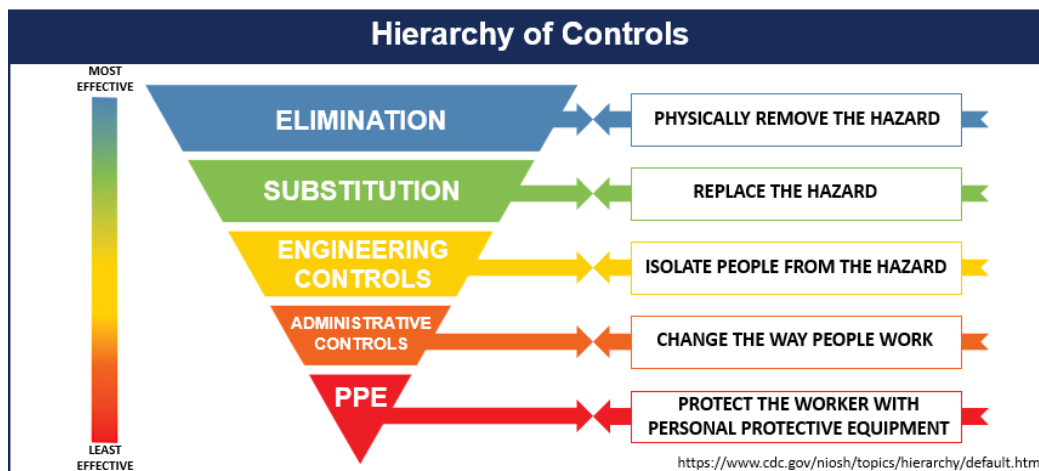 Hierarchy of Controls
MOST
EFFECTIVE
ELIMINATION
PHYSICALLY REMOVE THE HAZARD
SUBSTITUTION
REPLACE THE HAZARD
ENGINEERING
CONTROLS
ISOLATE PEOPLE FROM THE HAZARD
ADMINISTRATIVE
CONTROLS
CHANGE THE WAY PEOPLE WORK
PPE
PROTECT THE WORKER WITH
PERSONAL PROTECTIVE EQUIPMENT
LEAST
EFFECTIVE
https://www.cdc.gov/niosh/topics/hierarchy/default.htm